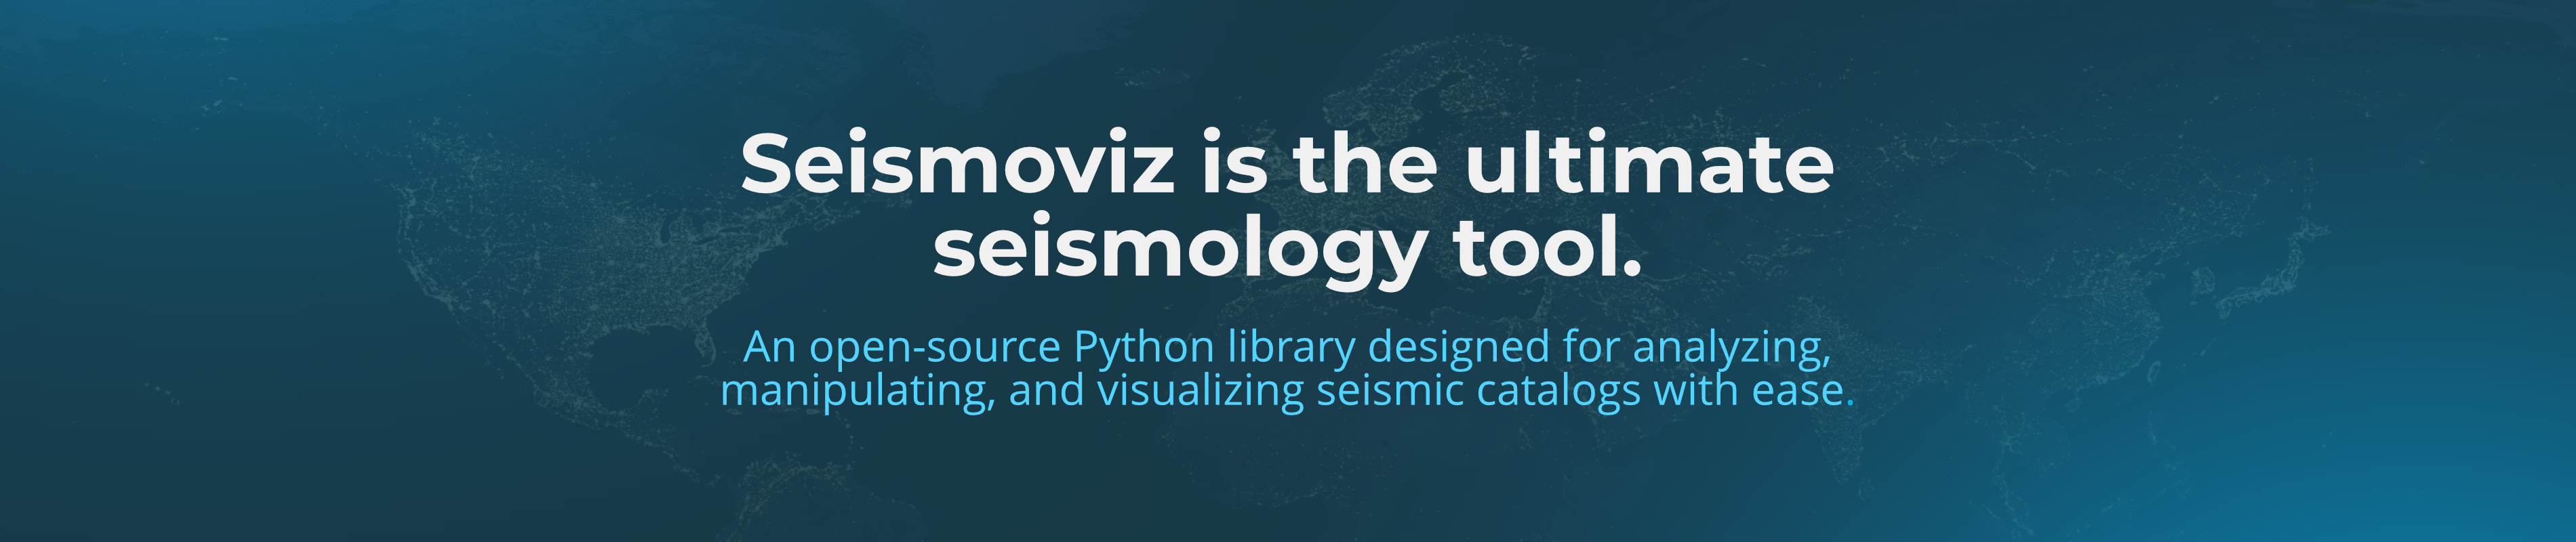 Seismoviz is the ultimate
seismology tool.
An open-source Python library designed for analyzing,
manipulating, and visualizing seismic catalogs with ease.